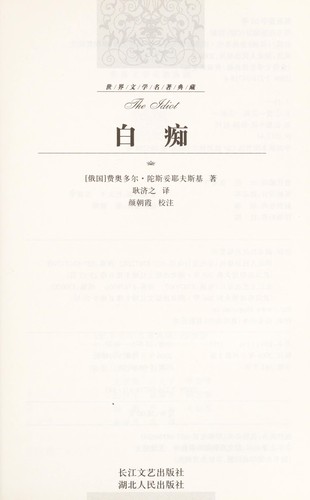 世/界/文/学/名/著/典/藏
The Idiot
白 痴
[俄国]费奥多尔·陀斯妥耶夫斯基 著
耿济之 译
颜朝霞 校注
长江文艺出版社
湖北人民出版社